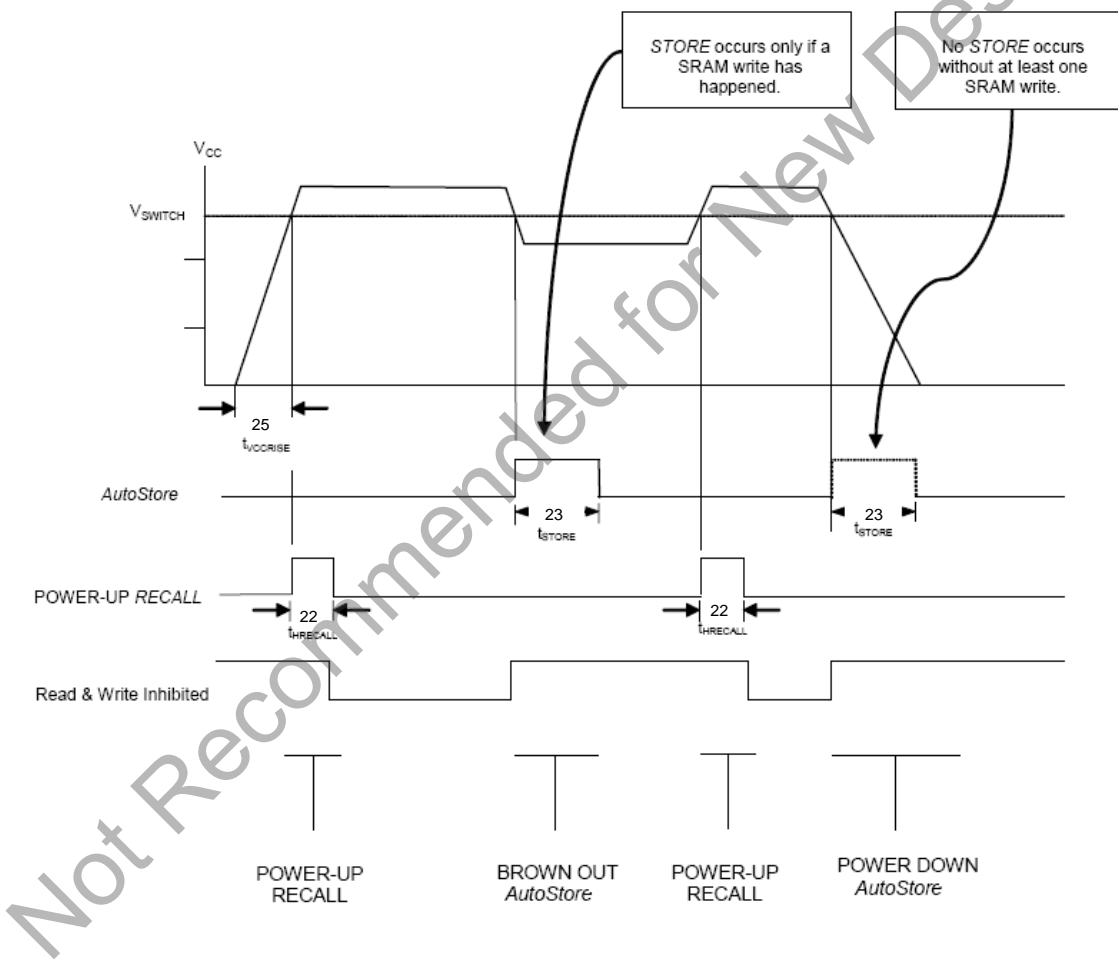 STORE occurs only if a
SRAM write has
happened.
No STORE occurs
without at least one
SRAM write.
VCC
VSWITCH
25
tVCCRISE
AutoStore
23
tSTORE
23
tSTORE
POWER-UP RECALL
22
tHRECALL
22
tHRECALL
Read & Write Inhibited
POWER-UP
RECALL
BROWN OUT
AutoStore
POWER-UP
RECALL
POWER DOWN
AutoStore
Not Recommended for New Des